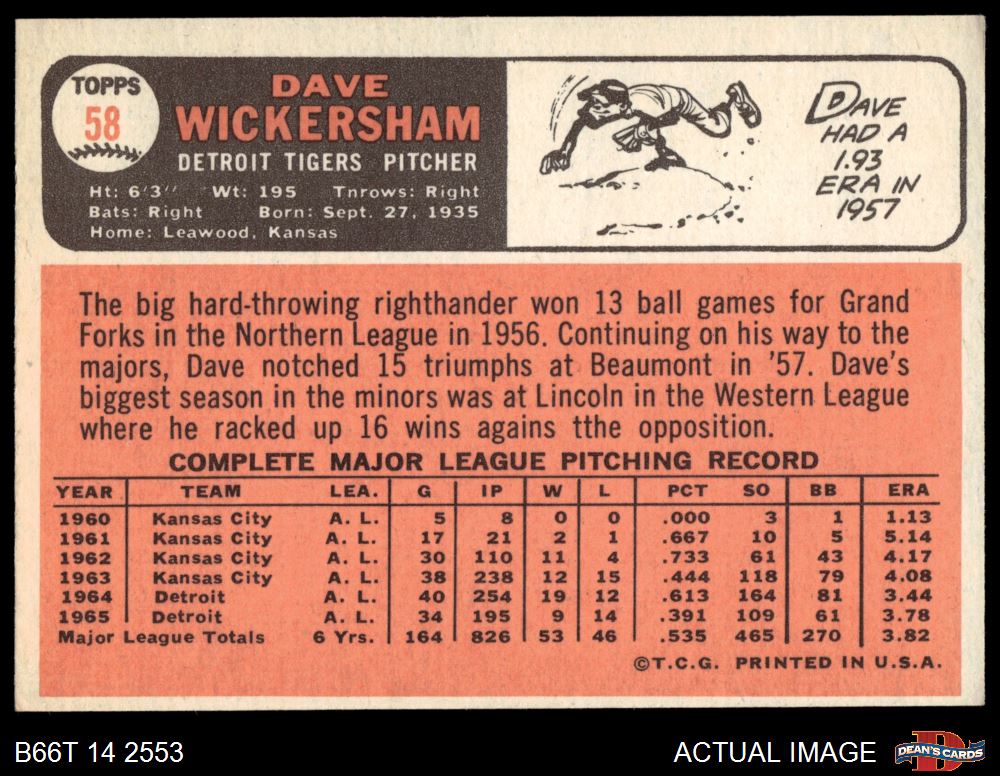 TOPPS
58
DAVE
WICKERSHAM
DETROIT TIGERS PITCHER
Ht: 6'3" Wt: 195 Throws: Right
Bats: Right Born: Sept. 27, 1935
Home: Leawood, Kansas
DAVE
HAD A
1.93
ERA IN
1957
The big hard-throwing righthander won 13 ball games for Grand
Forks in the Northern League in 1956. Continuing on his way to the
majors, Dave notched 15 triumphs at Beaumont in '57. Dave's
biggest season in the minors was at Lincoln in the Western League
where he racked up 16 wins agains tthe opposition.
COMPLETE MAJOR LEAGUE PITCHING RECORD
YEAR TEAM LEA. G IP W L PCT SO BB ERA
1960 Kansas City A. L. 5 8 0 0 .000 3 1 1.13
1961 Kansas City A. L. 17 21 2 1 .667 10 5 5.14
1962 Kansas City A. L. 30 110 11 4 .733 61 43 4.17
1963 Kansas City A. L. 38 238 12 15 .444 118 79 4.08
1964 Detroit A. L. 40 254 19 12 .613 164 81 3.44
1965 Detroit A. L. 34 195 9 14 .391 109 61 3.78
Major League Totals 6 Yrs. 164 826 53 46 .535 465 270 3.82
©T.C.G. PRINTED IN U.S.A.
B66T 14 2553
ACTUAL IMAGE
D
DEAN'S CARDS